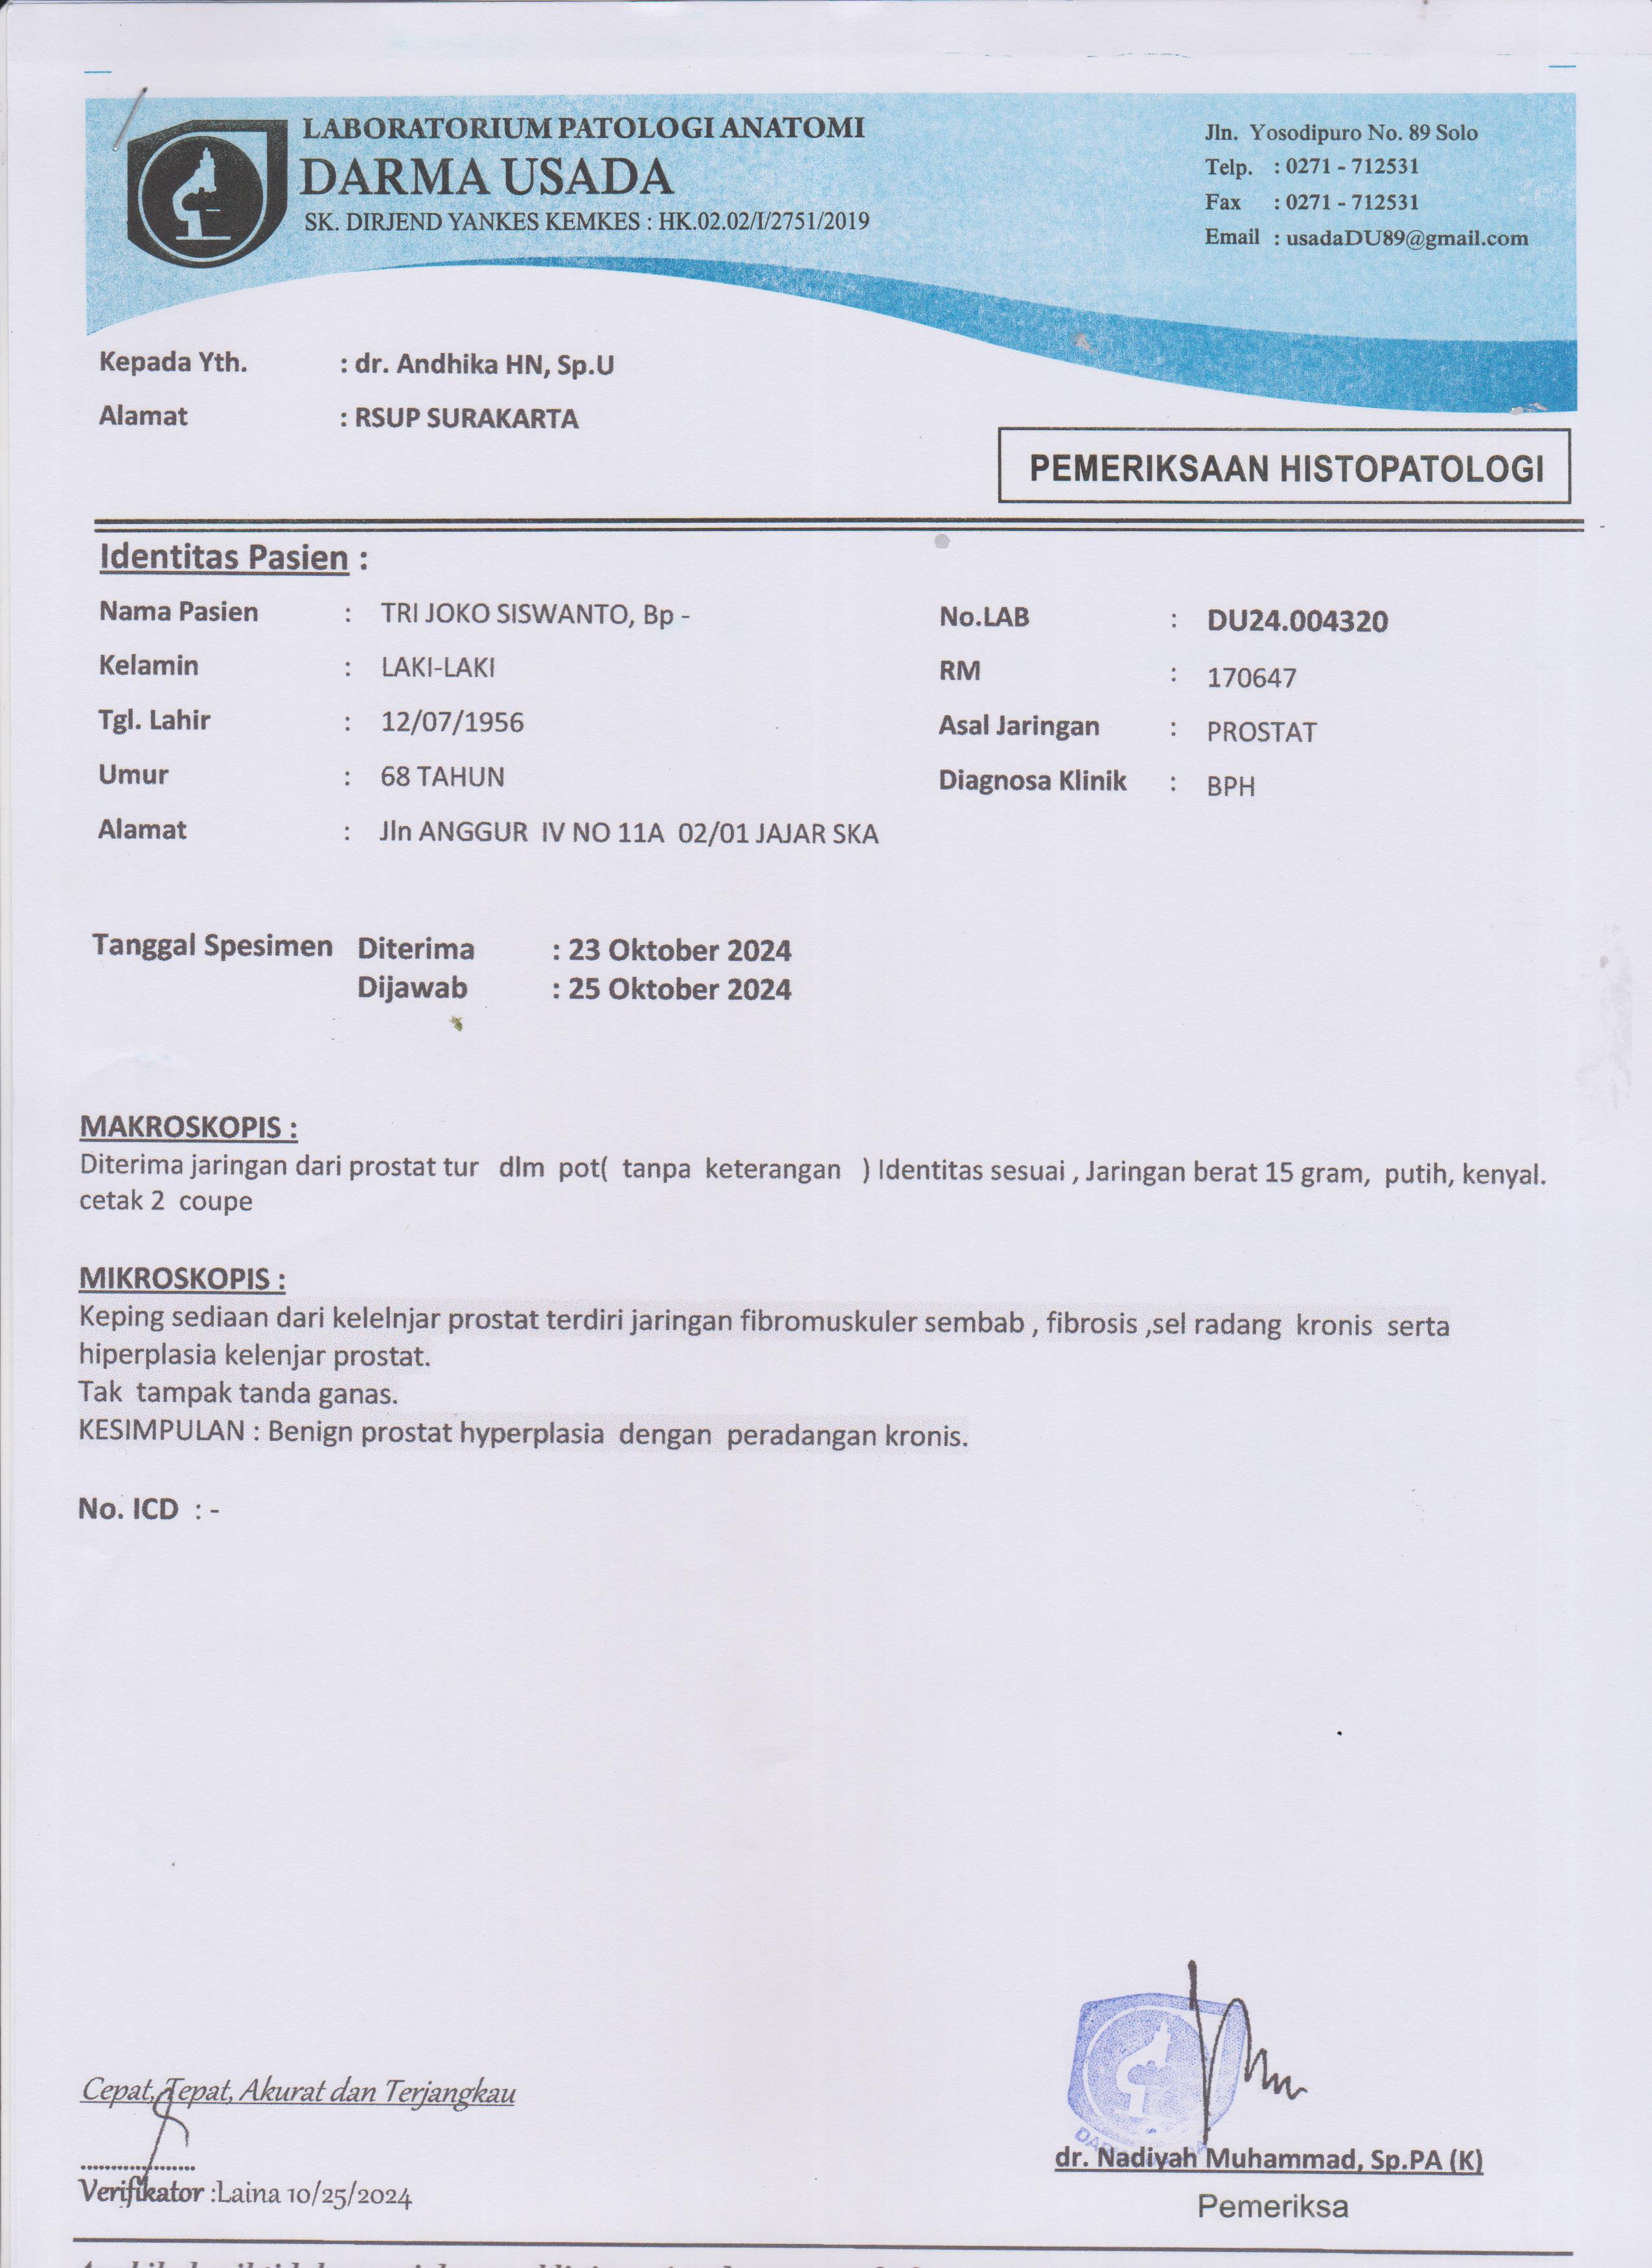 LABORATORIUM PATOLOGI ANATOMI
DARMA USADA
SK. DIRJEND YANKES KEMKES : HK.02.02/I/2751/2019
Jln. Yosodipuro No. 89 Solo
Telp. : 0271 - 712531
Fax : 0271 - 712531
Email : usadaDU89@gmail.com
Kepada Yth. : dr. Andhika HN, Sp.U
Alamat : RSUP SURAKARTA
PEMERIKSAAN HISTOPATOLOGI
Identitas Pasien :
Nama Pasien : TRI JOKO SISWANTO, Bp -
No.LAB : DU24.004320
Kelamin : LAKI-LAKI
RM : 170647
Tgl. Lahir : 12/07/1956
Asal Jaringan : PROSTAT
Umur : 68 TAHUN
Diagnosa Klinik : BPH
Alamat : Jln ANGGUR IV NO 11A 02/01 JAJAR SKA
Tanggal Spesimen Diterima : 23 Oktober 2024
Dijawab : 25 Oktober 2024
MAKROSKOPIS :
Diterima jaringan dari prostat tur dlm pot( tanpa keterangan ) Identitas sesuai , Jaringan berat 15 gram, putih, kenyal.
cetak 2 coupe
MIKROSKOPIS :
Keping sediaan dari kelelnjar prostat terdiri jaringan fibromuskuler sembab , fibrosis ,sel radang kronis serta
hiperplasia kelenjar prostat.
Tak tampak tanda ganas.
KESIMPULAN : Benign prostat hyperplasia dengan peradangan kronis.
No. ICD : -
Cepat, Tepat, Akurat dan Terjangkau
Verifikator :Laina 10/25/2024
dr. Nadiyah Muhammad, Sp.PA (K)
Pemeriksa